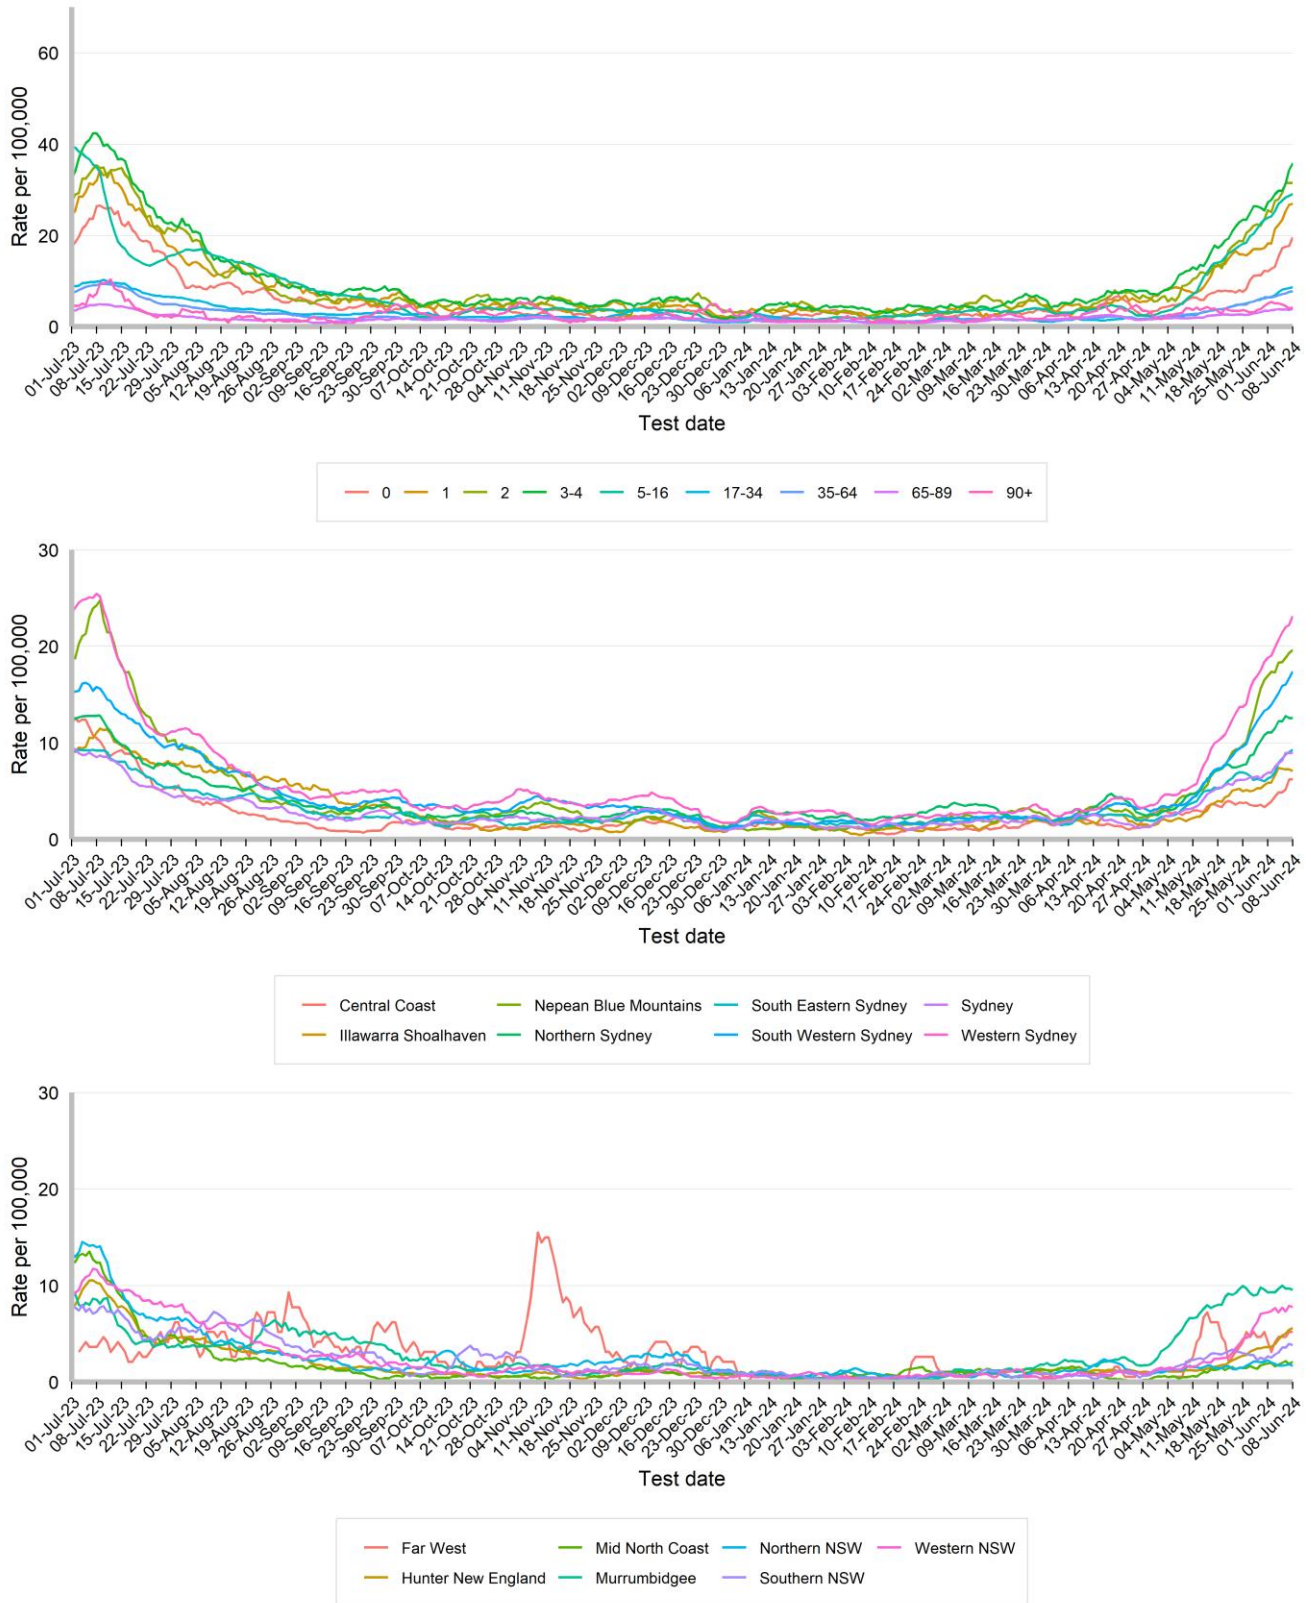 60
40
20
0
Rate per 100,000
01-Jul-23 08-Jul-23 15-Jul-23 22-Jul-23 29-Jul-23 05-Aug-23 12-Aug-23 19-Aug-23 26-Aug-23 02-Sep-23 09-Sep-23 16-Sep-23 23-Sep-23 30-Sep-23 07-Oct-23 14-Oct-23 21-Oct-23 28-Oct-23 04-Nov-23 11-Nov-23 18-Nov-23 25-Nov-23 02-Dec-23 09-Dec-23 16-Dec-23 23-Dec-23 30-Dec-23 06-Jan-24 13-Jan-24 20-Jan-24 27-Jan-24 03-Feb-24 10-Feb-24 17-Feb-24 24-Feb-24 02-Mar-24 09-Mar-24 16-Mar-24 23-Mar-24 30-Mar-24 06-Apr-24 13-Apr-24 20-Apr-24 27-Apr-24 04-May-24 11-May-24 18-May-24 25-May-24 01-Jun-24 08-Jun-24
Test date
0 1 2 3-4 5-16 17-34 35-64 65-89 90+
30
20
10
0
Rate per 100,000
01-Jul-23 08-Jul-23 15-Jul-23 22-Jul-23 29-Jul-23 05-Aug-23 12-Aug-23 19-Aug-23 26-Aug-23 02-Sep-23 09-Sep-23 16-Sep-23 23-Sep-23 30-Sep-23 07-Oct-23 14-Oct-23 21-Oct-23 28-Oct-23 04-Nov-23 11-Nov-23 18-Nov-23 25-Nov-23 02-Dec-23 09-Dec-23 16-Dec-23 23-Dec-23 30-Dec-23 06-Jan-24 13-Jan-24 20-Jan-24 27-Jan-24 03-Feb-24 10-Feb-24 17-Feb-24 24-Feb-24 02-Mar-24 09-Mar-24 16-Mar-24 23-Mar-24 30-Mar-24 06-Apr-24 13-Apr-24 20-Apr-24 27-Apr-24 04-May-24 11-May-24 18-May-24 25-May-24 01-Jun-24 08-Jun-24
Test date
Central Coast Nepean Blue Mountains South Eastern Sydney Sydney
Illawarra Shoalhaven Northern Sydney South Western Sydney Western Sydney
30
20
10
0
Rate per 100,000
01-Jul-23 08-Jul-23 15-Jul-23 22-Jul-23 29-Jul-23 05-Aug-23 12-Aug-23 19-Aug-23 26-Aug-23 02-Sep-23 09-Sep-23 16-Sep-23 23-Sep-23 30-Sep-23 07-Oct-23 14-Oct-23 21-Oct-23 28-Oct-23 04-Nov-23 11-Nov-23 18-Nov-23 25-Nov-23 02-Dec-23 09-Dec-23 16-Dec-23 23-Dec-23 30-Dec-23 06-Jan-24 13-Jan-24 20-Jan-24 27-Jan-24 03-Feb-24 10-Feb-24 17-Feb-24 24-Feb-24 02-Mar-24 09-Mar-24 16-Mar-24 23-Mar-24 30-Mar-24 06-Apr-24 13-Apr-24 20-Apr-24 27-Apr-24 04-May-24 11-May-24 18-May-24 25-May-24 01-Jun-24 08-Jun-24
Test date
Far West Mid North Coast Northern NSW Western NSW
Hunter New England Murrumbidgee Southern NSW